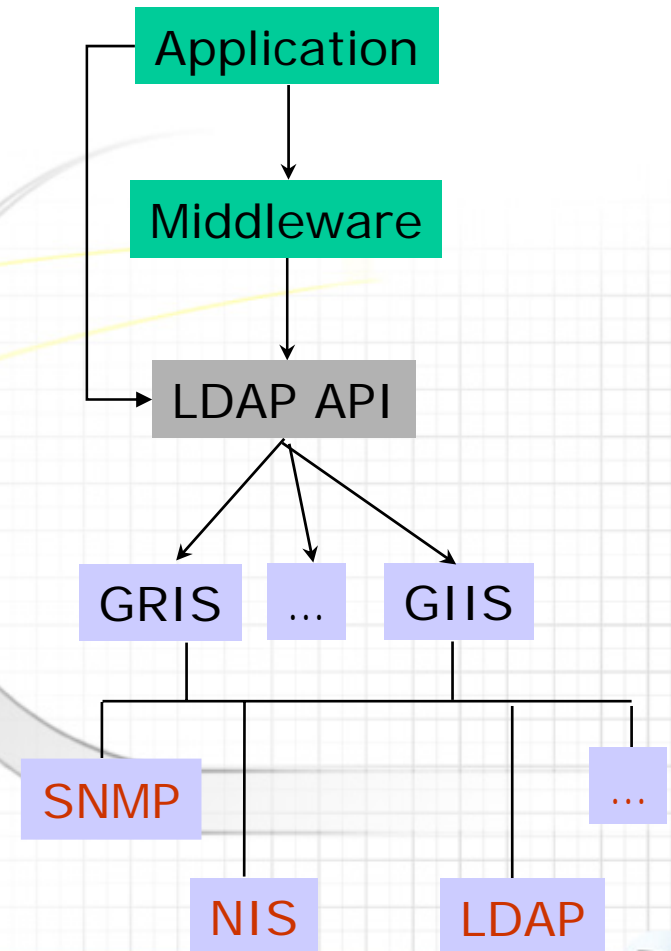 Application
Middleware
LDAP API
GRIS
...
GIIS
SNMP
...
NIS
LDAP